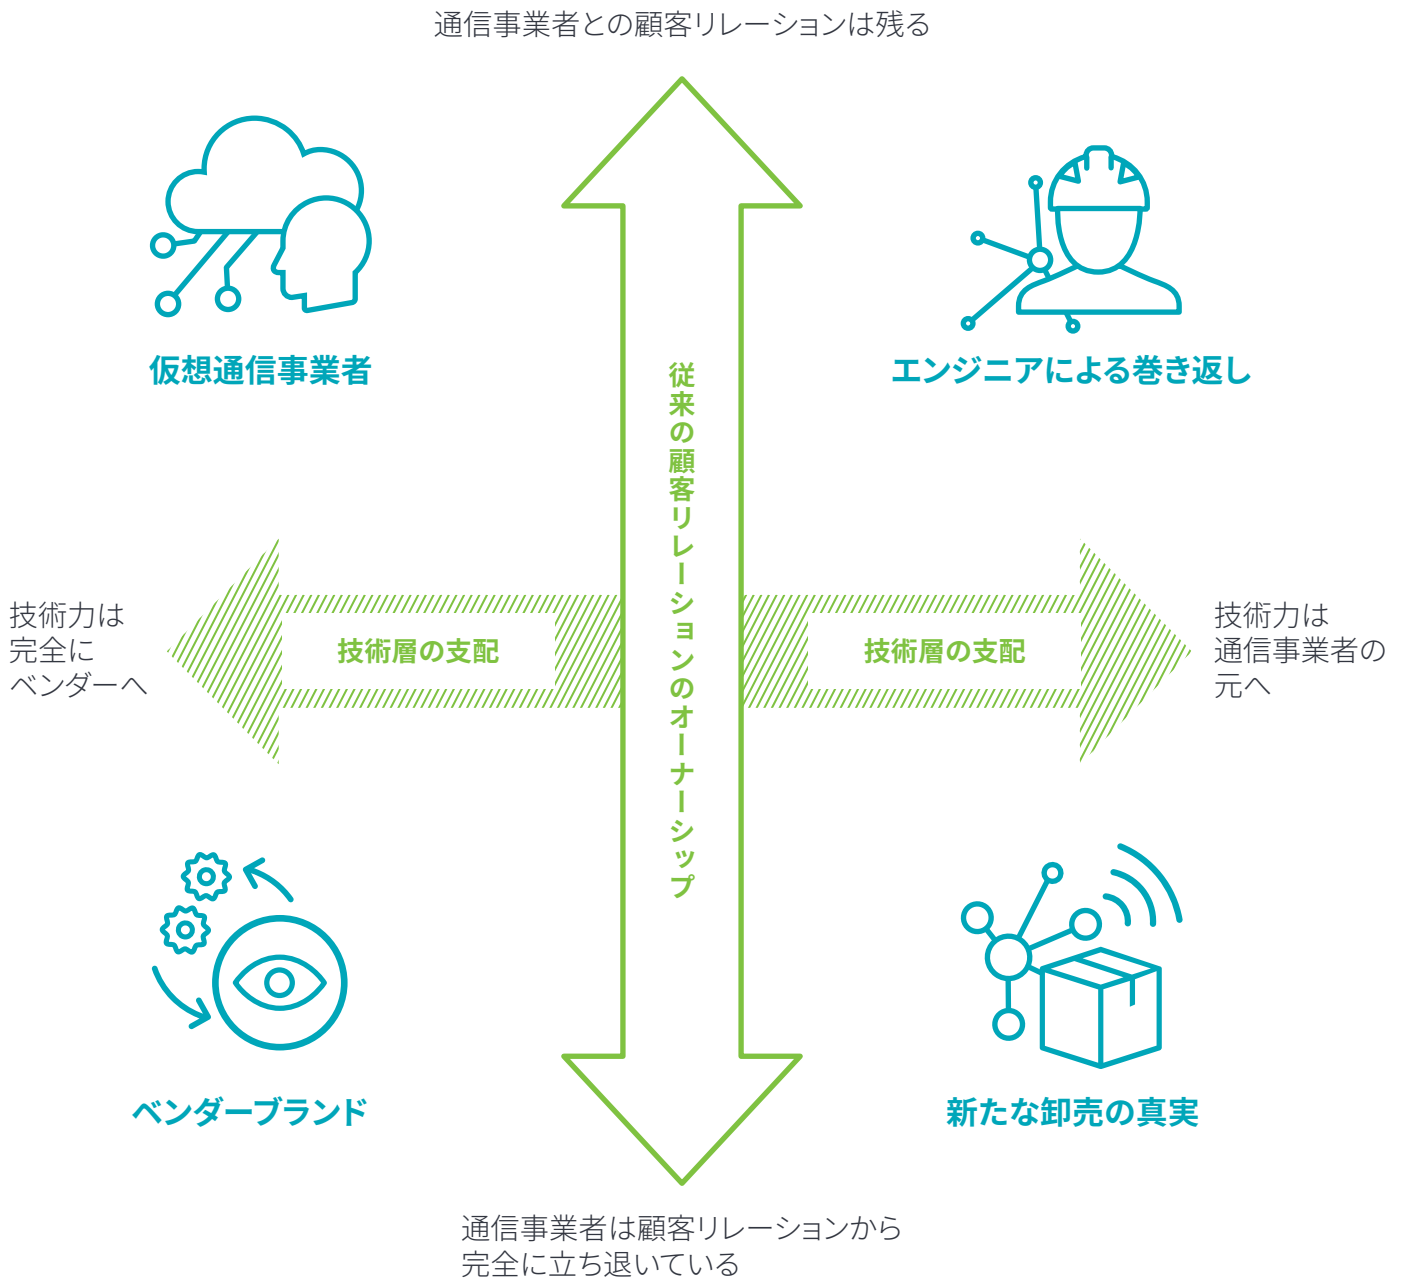 通信事業者との顧客リレーションは残る
仮想通信事業者
エンジニアによる巻き返し
従来の顧客リレーションのオーナーシップ
技術力は
完全に
ベンダーへ
技術層の支配
技術層の支配
技術力は
通信事業者の
元へ
ベンダーブランド
新たな卸売の真実
通信事業者は顧客リレーションから
完全に立ち退いている